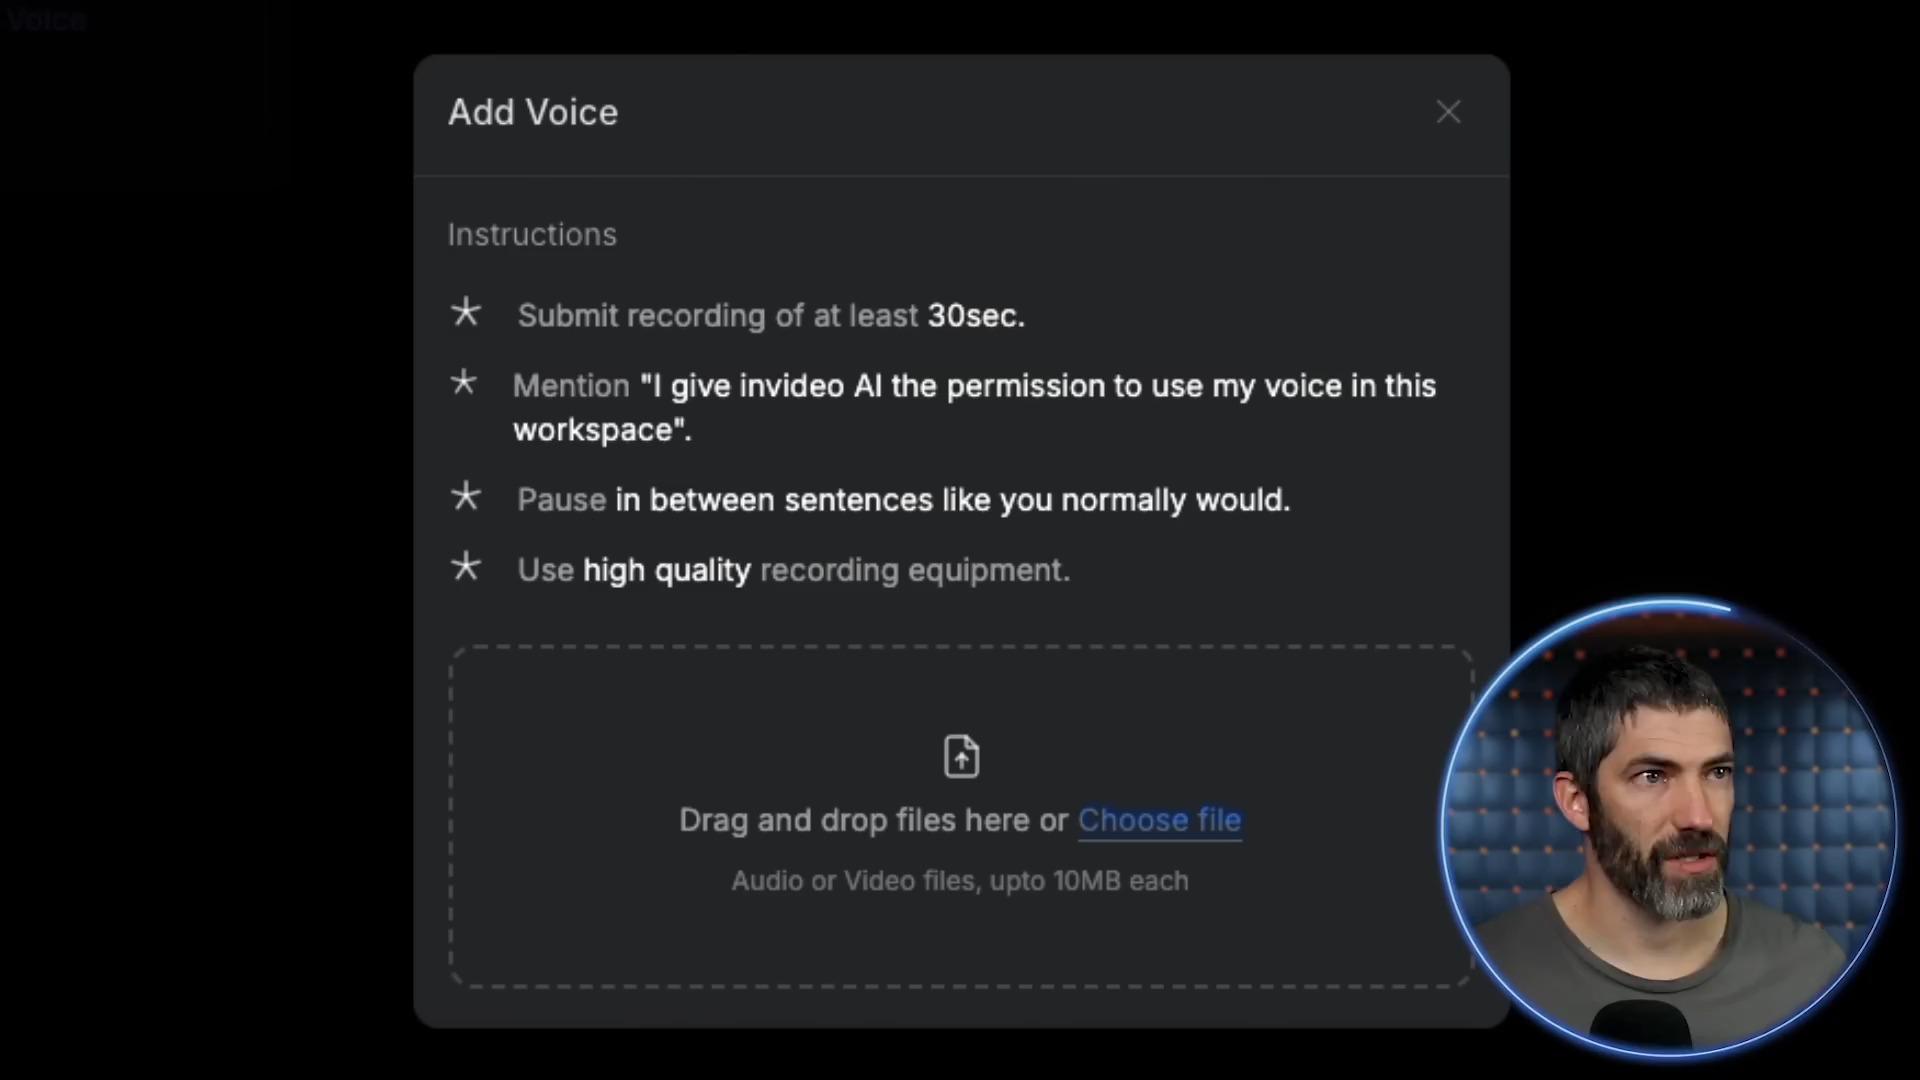 Voice
Add Voice
Instructions
Submit recording of at least 30sec.
Mention "I give invideo AI the permission to use my voice in this
workspace".
Pause in between sentences like you normally would.
Use high quality recording equipment.
Drag and drop files here or Choose file
Audio or Video files, upto 10MB each